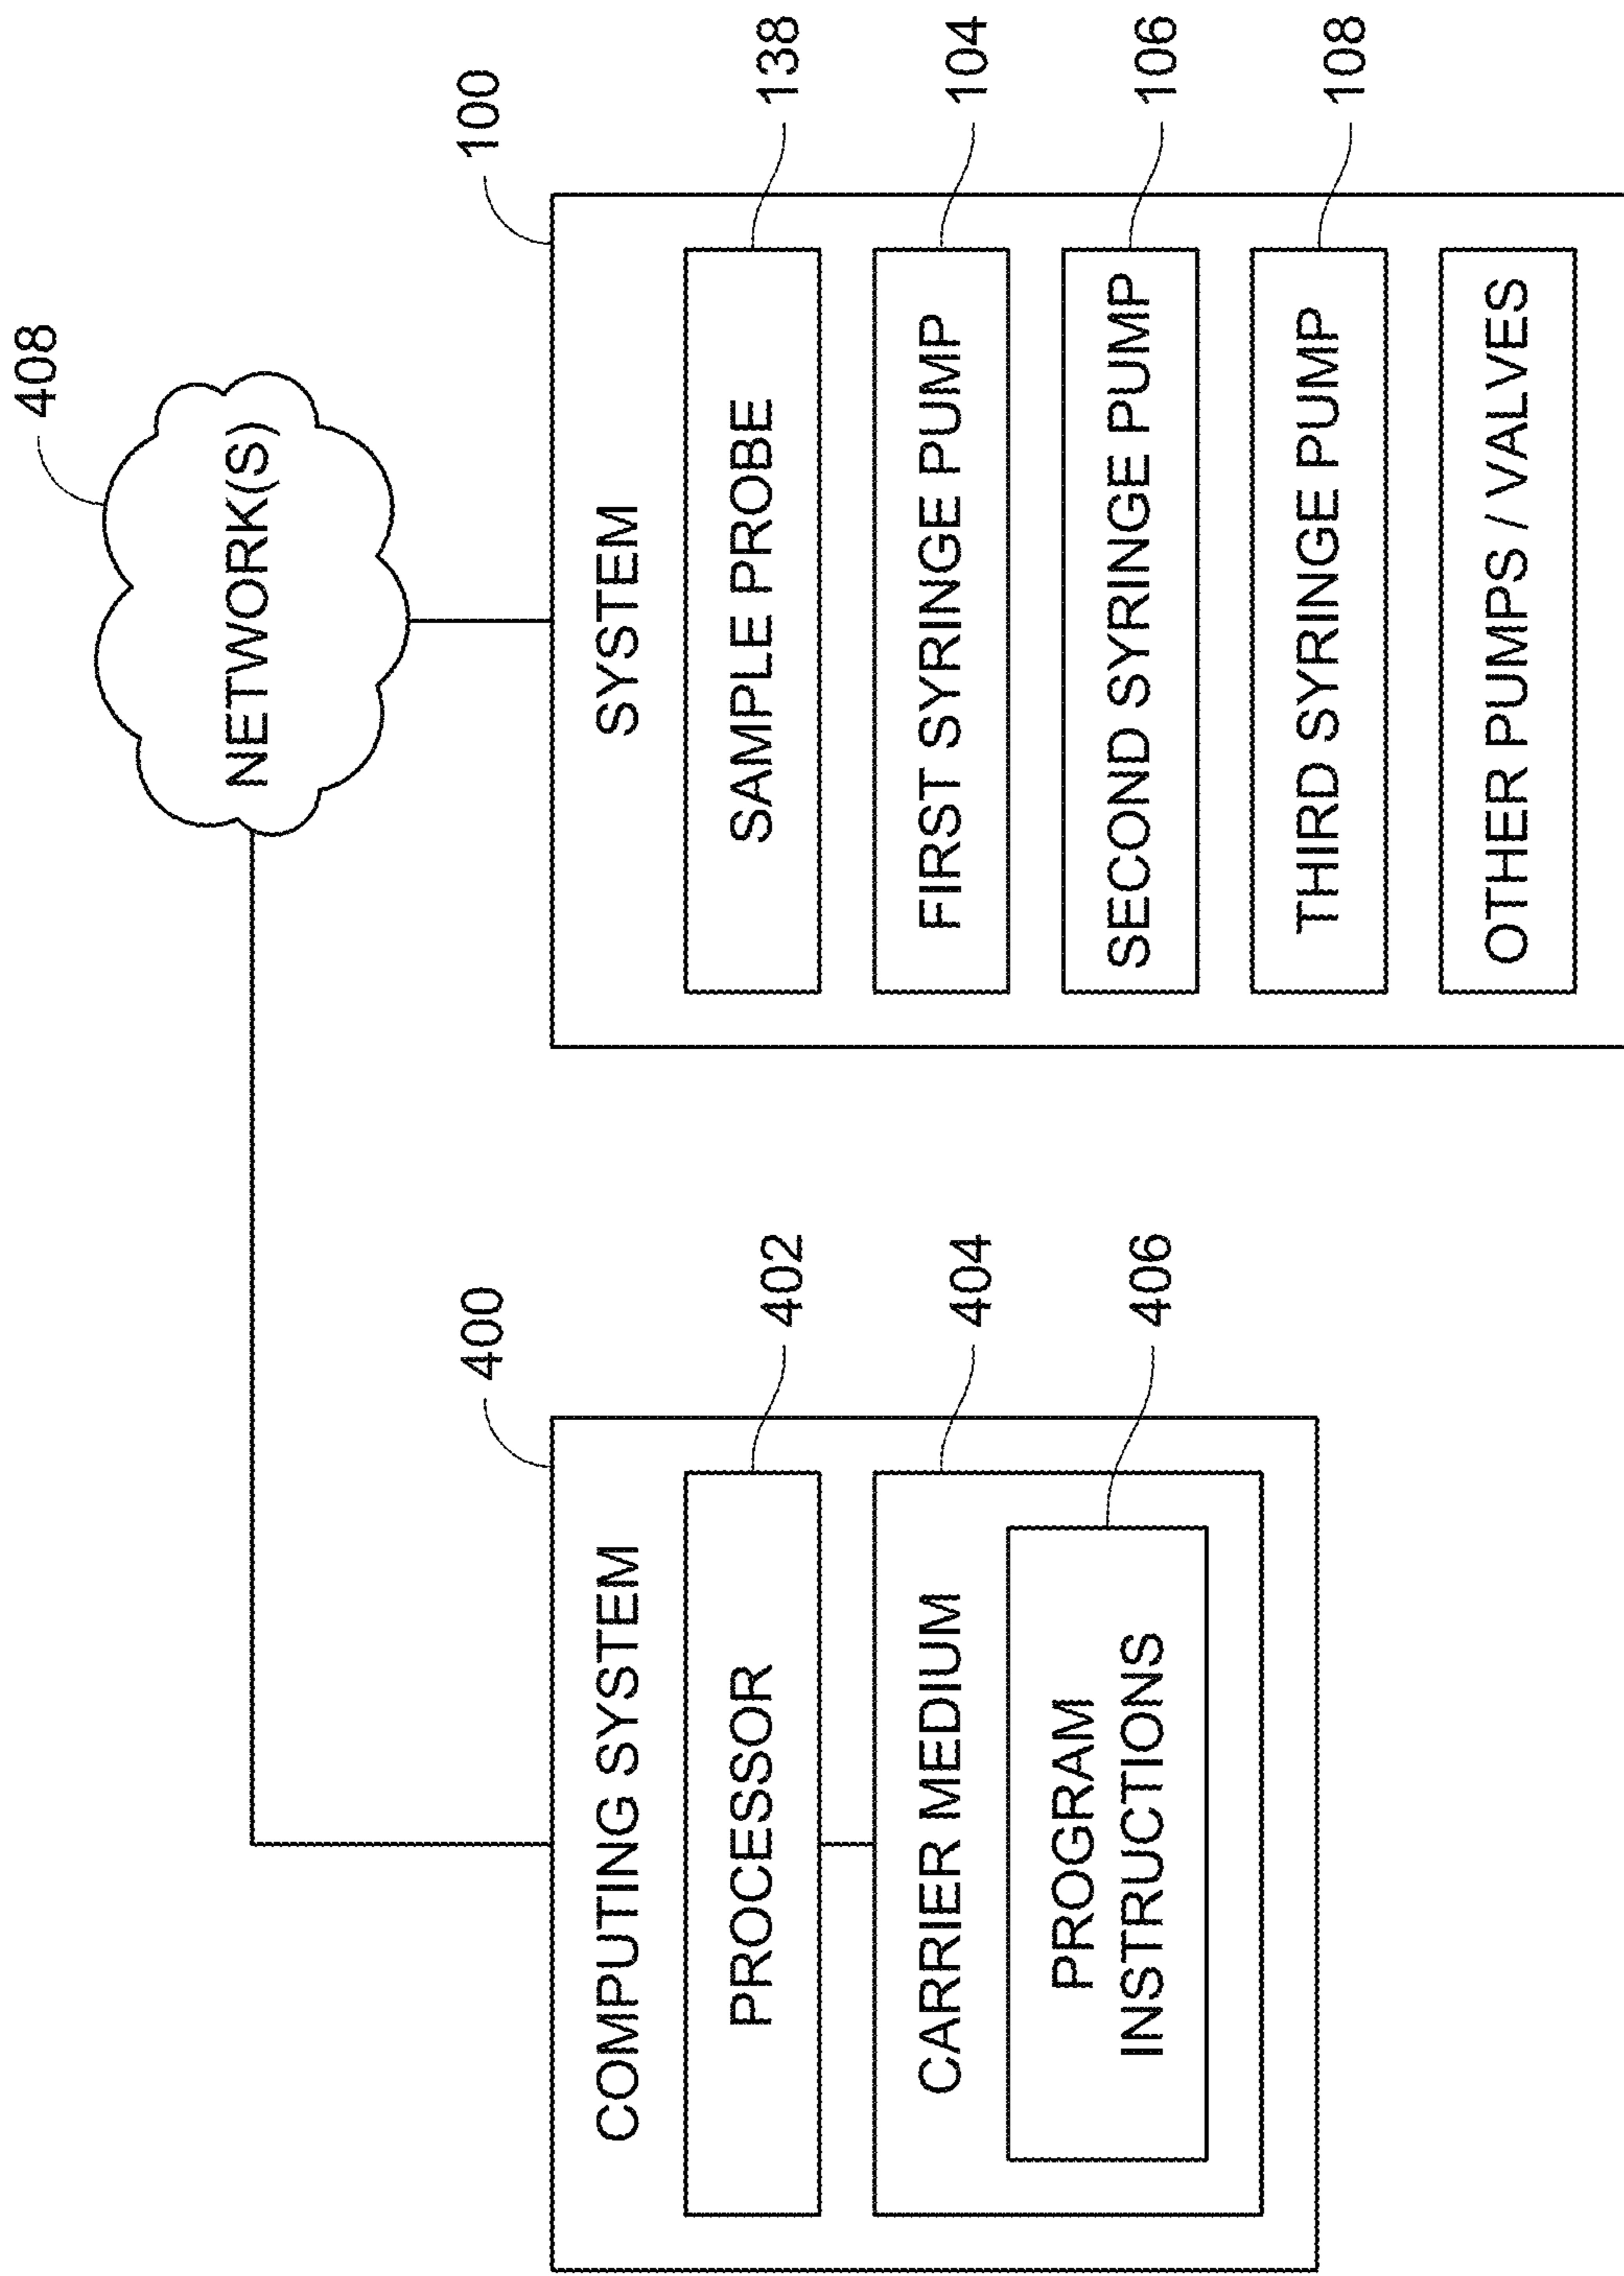 408
NETWORK(S)
400
COMPUTING SYSTEM
402
PROCESSOR
404
CARRIER MEDIUM
406
PROGRAM
INSTRUCTIONS
100
SYSTEM
138
SAMPLE PROBE
104
FIRST SYRINGE PUMP
106
SECOND SYRINGE PUMP
108
THIRD SYRINGE PUMP
OTHER PUMPS / VALVES